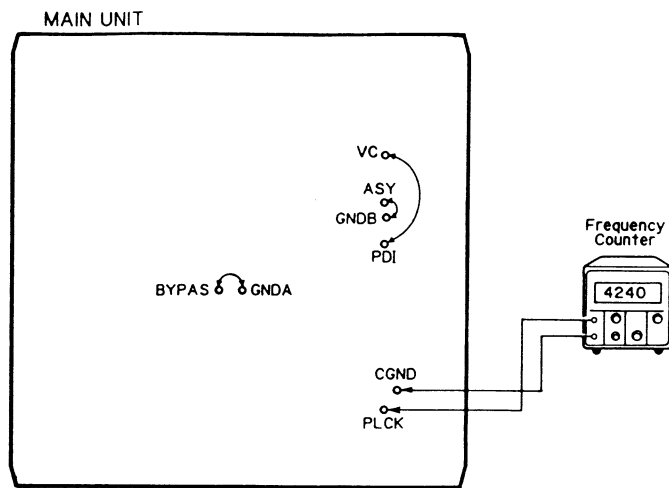 MAIN UNIT
VC
ASY
GNDB
PDI
BYPAS
GNDA
Frequency
Counter
4240
CGND
PLCK